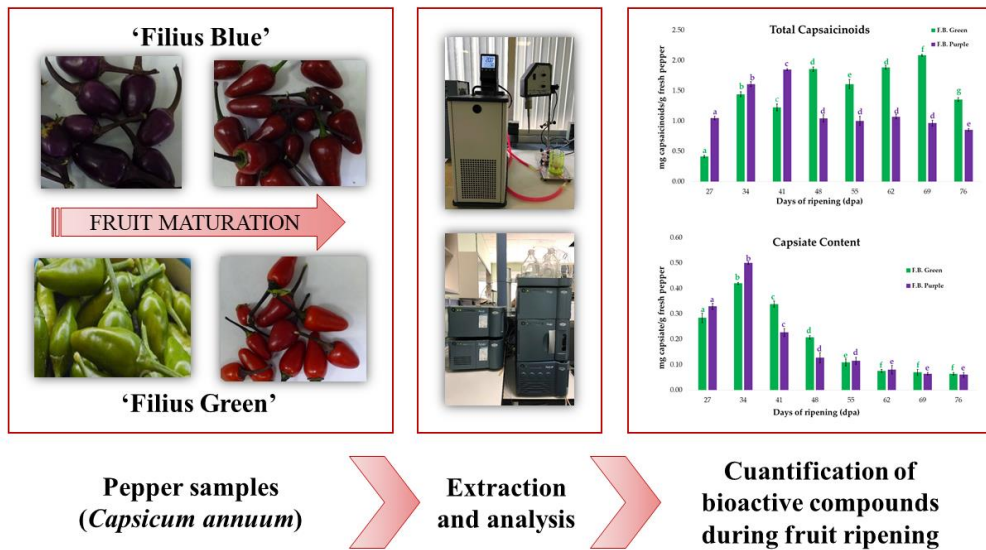 'Filius Blue'
FRUIT MATURATION
'Filius Green'
Total Capsaicinoids
F.B. Green
F.B. Purple
mg capsaicinoids/g fresh pepper
2.50
2.00
1.50
1.00
0.50
0.00
a a b b c c d d e d d d f d g e
27 34 41 48 55 62 69 76
Days of ripening (dpa)
Capsiate Content
F.B. Green
F.B. Purple
mg capsiate/g fresh pepper
0.60
0.50
0.40
0.30
0.20
0.10
0.00
a a b b c c d d e d f e f e f e
27 34 41 48 55 62 69 76
Days of ripening (dpa)
Pepper samples
(Capsicum annuum)
Extraction
and analysis
Cuantification of
bioactive compounds
during fruit ripening